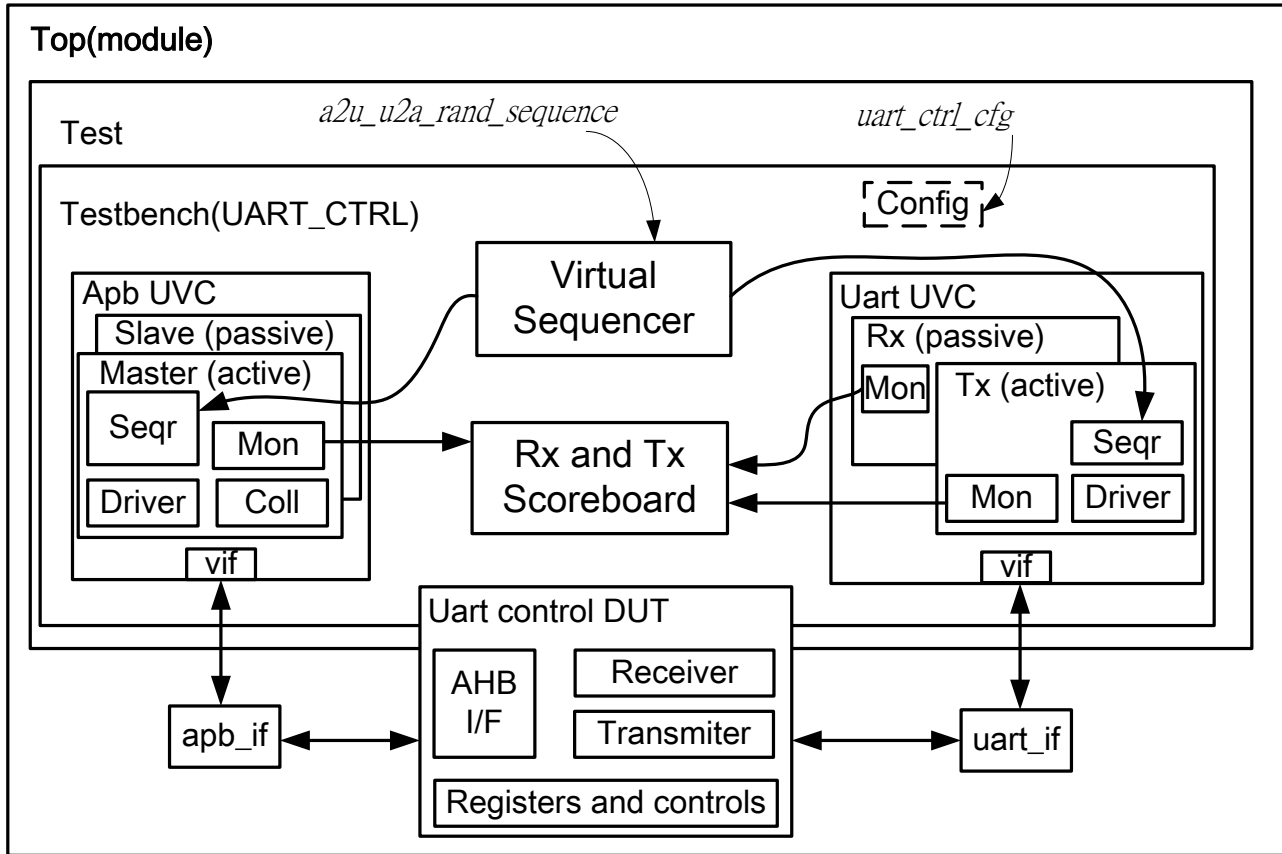 Top(module)
Test
a2u_u2a_rand_sequence
uart_ctrl_cfg
Testbench(UART_CTRL)
Config
Virtual
Sequencer
Apb UVC
Slave (passive)
Master (active)
Seqr
Mon
Driver
Coll
vif
Rx and Tx
Scoreboard
Uart UVC
Rx (passive)
Mon
Tx (active)
Seqr
Mon
Driver
vif
Uart control DUT
AHB
I/F
Receiver
Transmiter
Registers and controls
apb_if
uart_if